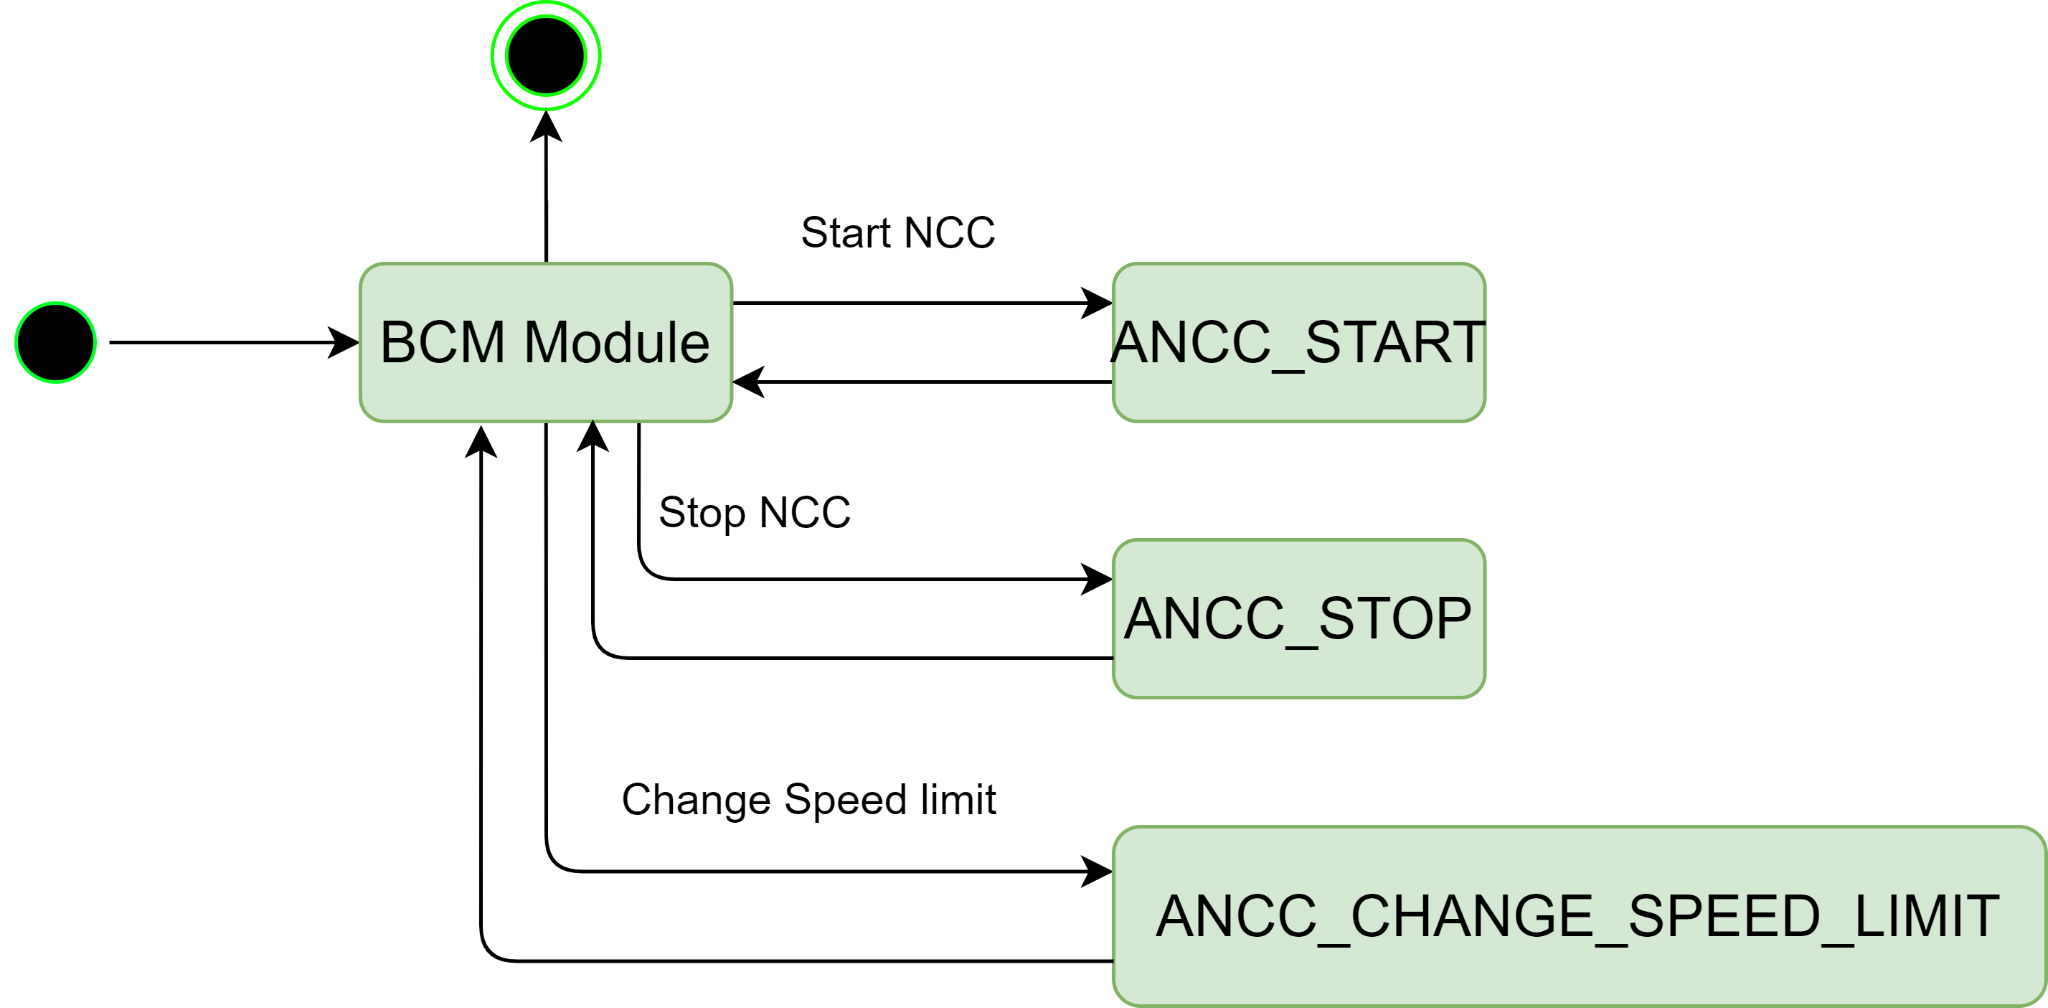 Start NCC
BCM Module
ANCC_START
Stop NCC
ANCC_STOP
Change Speed limit
ANCC_CHANGE_SPEED_LIMIT